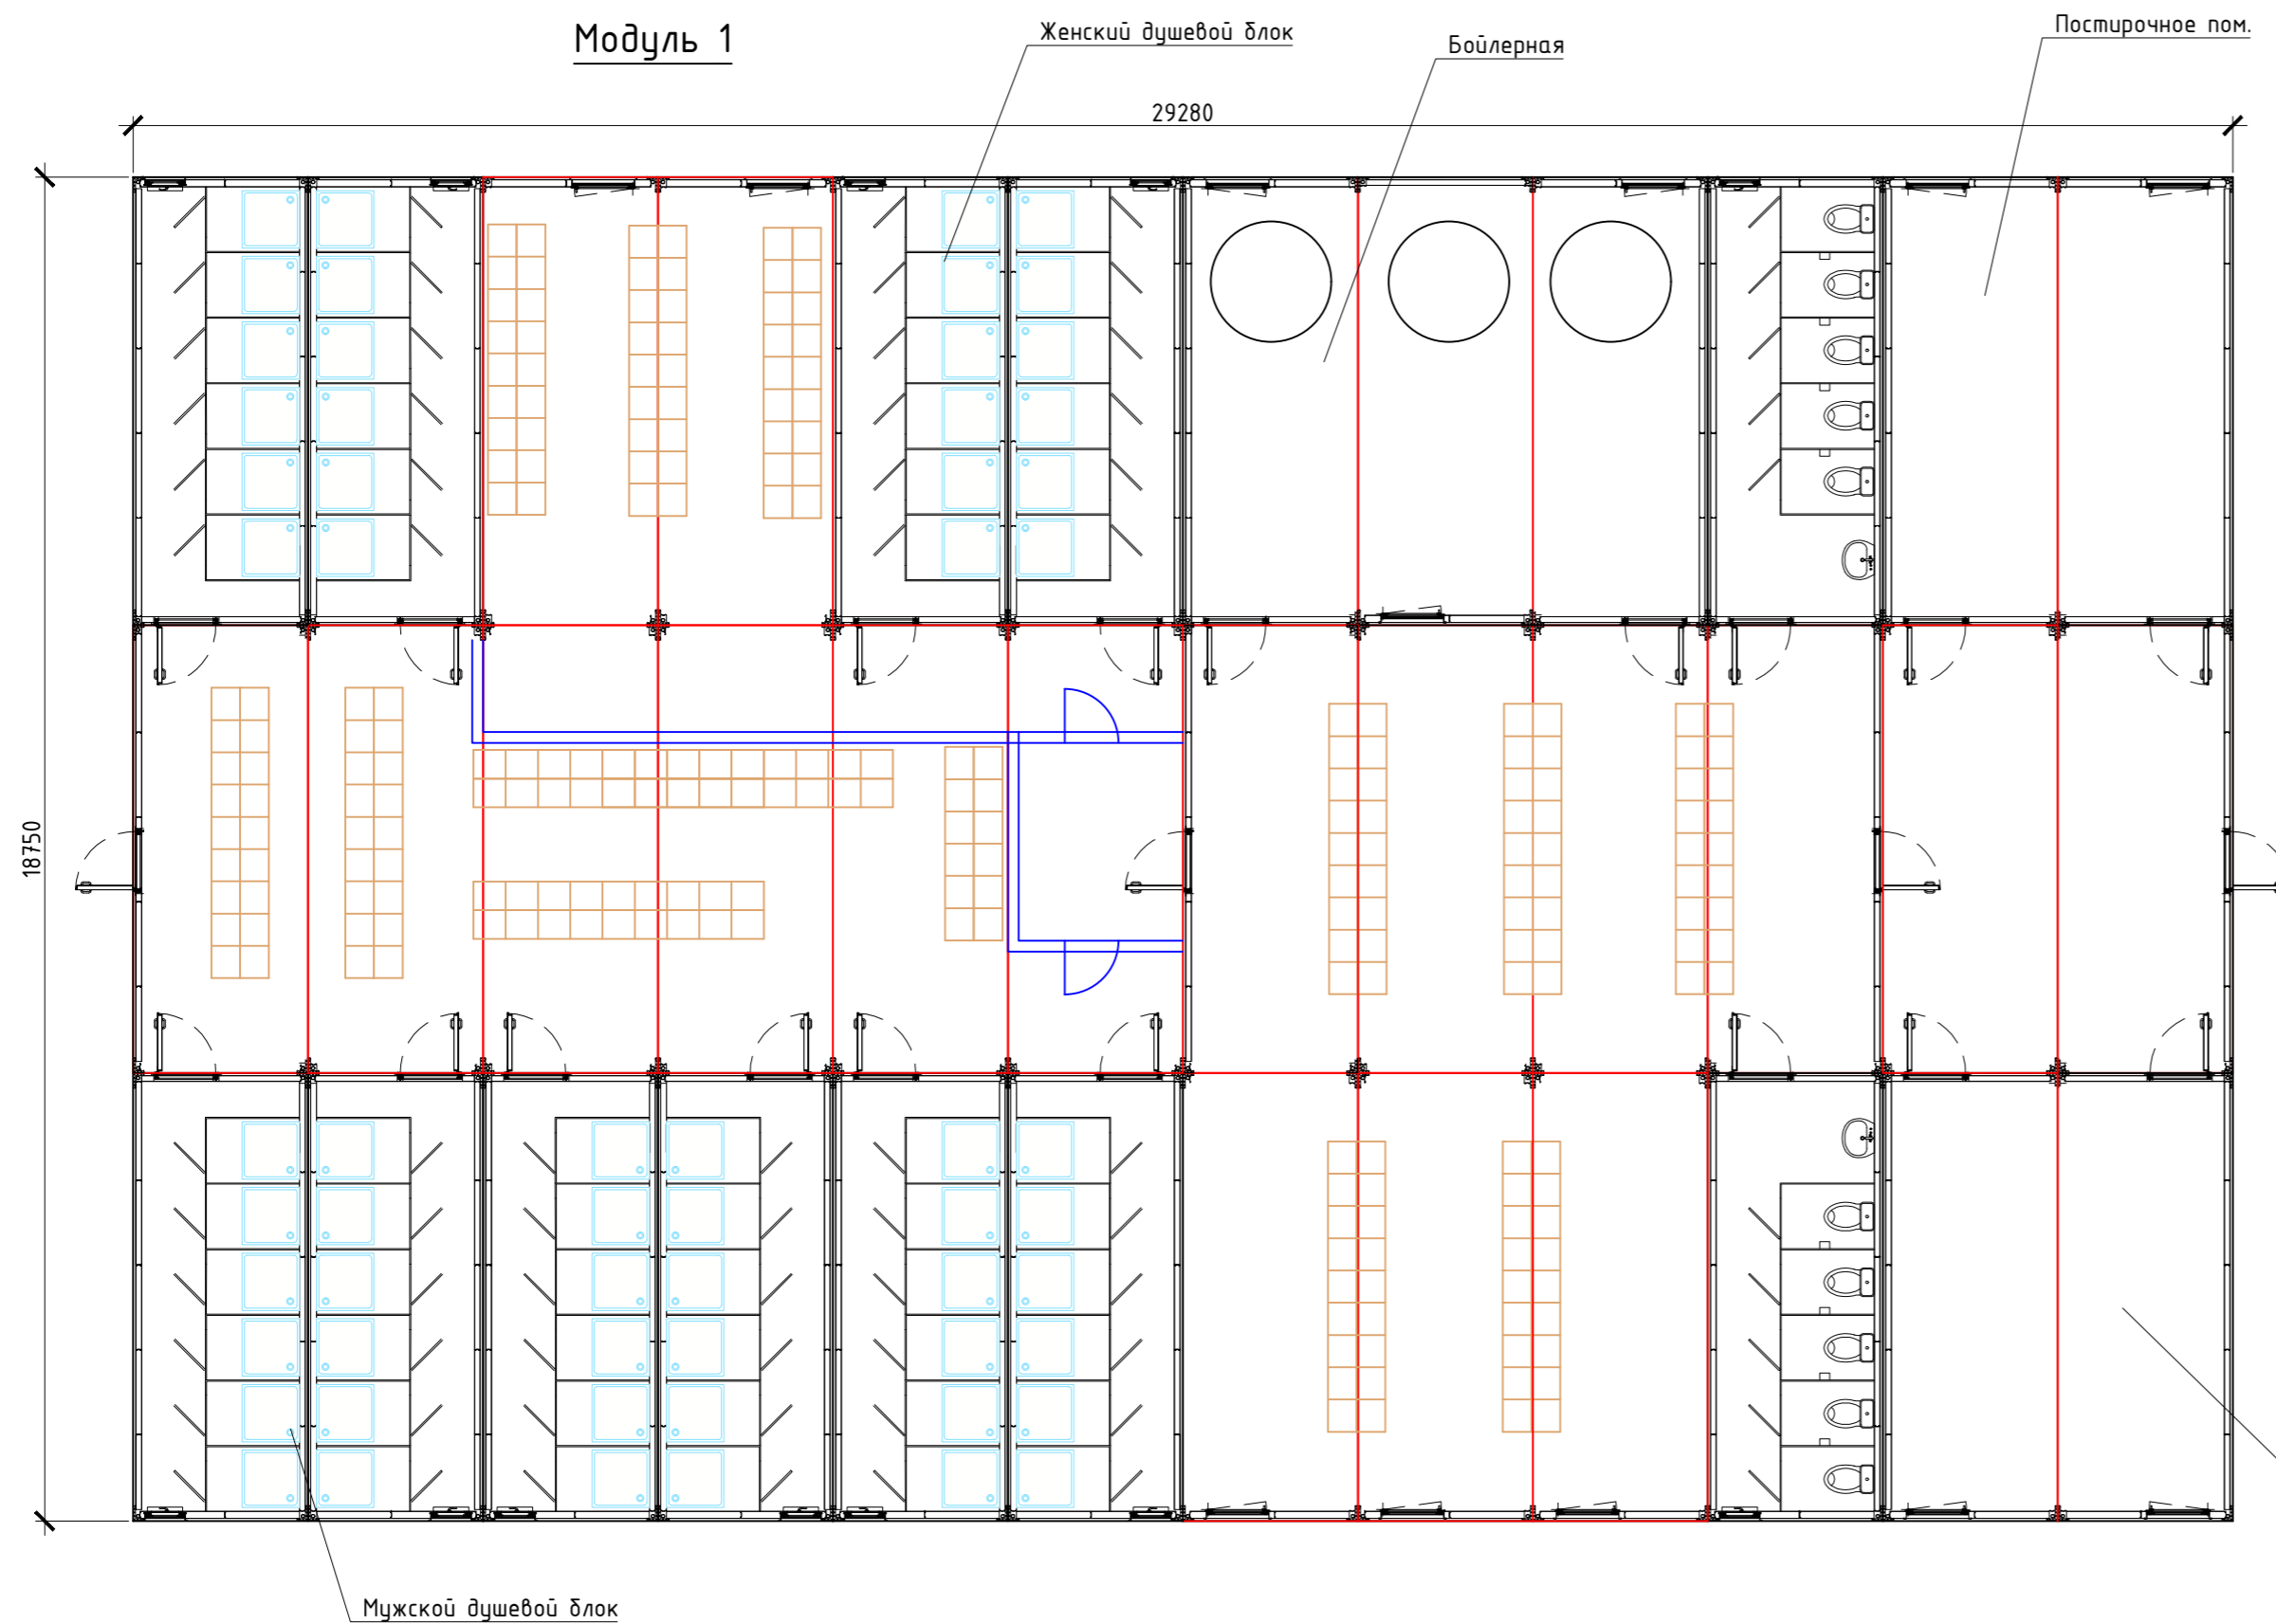 Модуль 1
Женский душевой блок
Бойлерная
Постирочное пом.
29280
18750
Мужской душевой блок